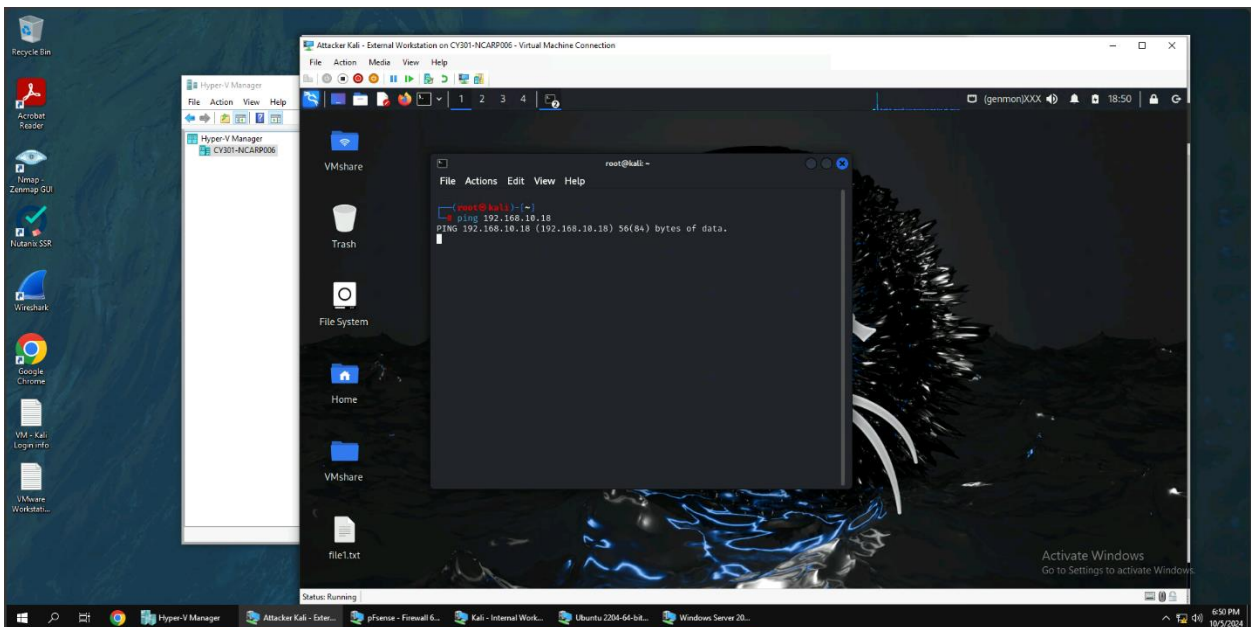 Recycle Bin
Acrobat
Reader
Nmap -
Zenmap GUI
Nutanix SSR
Wireshark
Google
Chrome
VM - Kali
Login info
VMware
Workstati...
Hyper-V Manager
File Action View Help
Hyper-V Manager
CY301-NCARP006
Attacker Kali - External Workstation on CY301-NCARP006 - Virtual Machine Connection
File Action Media View Help
1 2 3 4
(genmon)XXX
18:50
VMshare
Trash
File System
Home
VMshare
file1.txt
root@kali: ~
File Actions Edit View Help
(root@kali)-[~]
# ping 192.168.10.18
PING 192.168.10.18 (192.168.10.18) 56(84) bytes of data.
Activate Windows
Go to Settings to activate Windows.
Status: Running
Hyper-V Manager
Attacker Kali - Exter...
pfSense - Firewall 6...
Kali - Internal Work...
Ubuntu 2204-64-bit...
Windows Server 20...
6:50 PM
10/5/2024